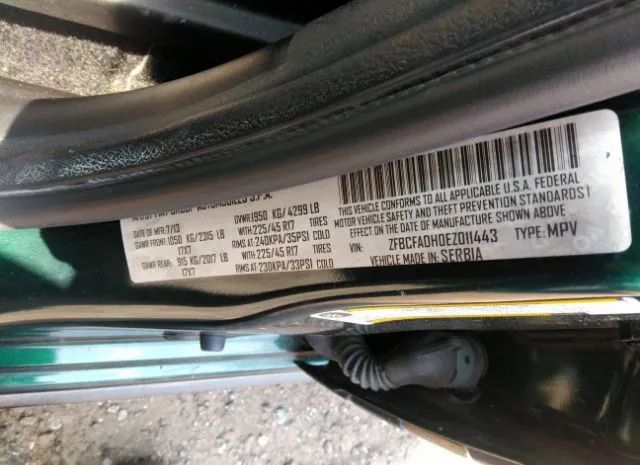 GROUP AUTOMOBILES S.P.A.
DATE OF MFR: 7/13 GVWR:1950 KG/ 4299 LB
GAWR FRONT:1050 KG/ 2315 LB WITH:225/45 R17 TIRES
17X7 RIMS AT:240KPA/35PSI COLD
GAWR REAR: 915 KG/2017 LB WITH:225/45 R17 TIRES
17X7 RIMS AT:230KPA/33PSI COLD
THIS VEHICLE CONFORMS TO ALL APPLICABLE U.S.A. FEDERAL
MOTOR VEHICLE SAFETY AND THEFT PREVENTION STANDARDS I
EFFECT ON THE DATE OF MANUFACTURE SHOWN ABOVE.
VIN: ZFBCFADH0EZ011443 TYPE: MPV
VEHICLE MADE IN: SERBIA